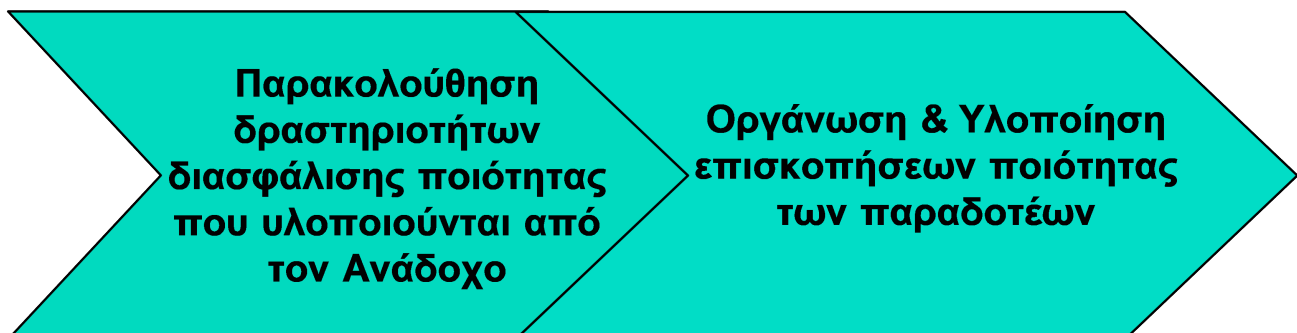 Παρακολούθηση
δραστηριοτήτων
διασφάλισης ποιότητας
που υλοποιούνται από
τον Ανάδοχο
Οργάνωση & Υλοποίηση
επισκοπήσεων ποιότητας
των παραδοτέων